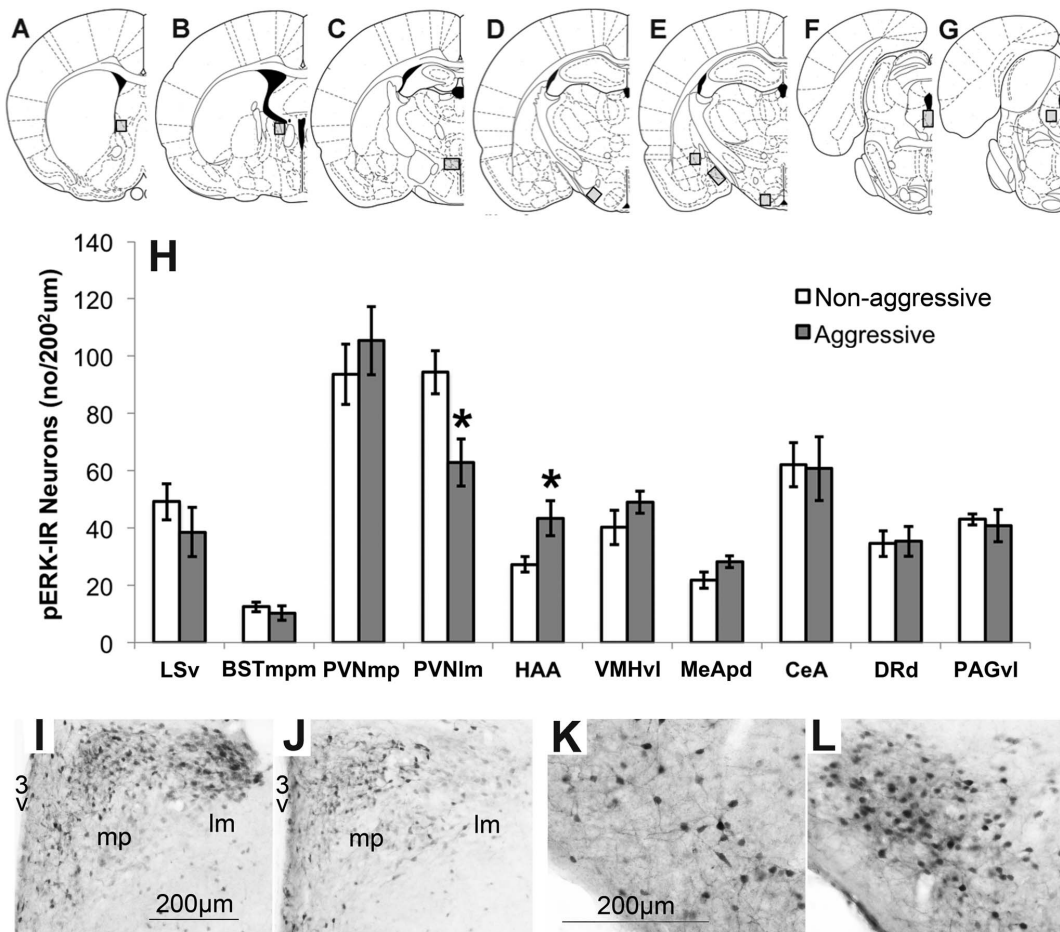 A B C D E F G
H
pERK-IR Neurons (no/200²um)
140
120
100
80
60
40
20
0
Non-aggressive
Aggressive
*
*
LSv BSTmpm PVNmp PVNlm HAA VMHvl MeApd CeA DRd PAGvl
I J K L
3 v
mp lm
200μm
3 v
mp lm
200μm